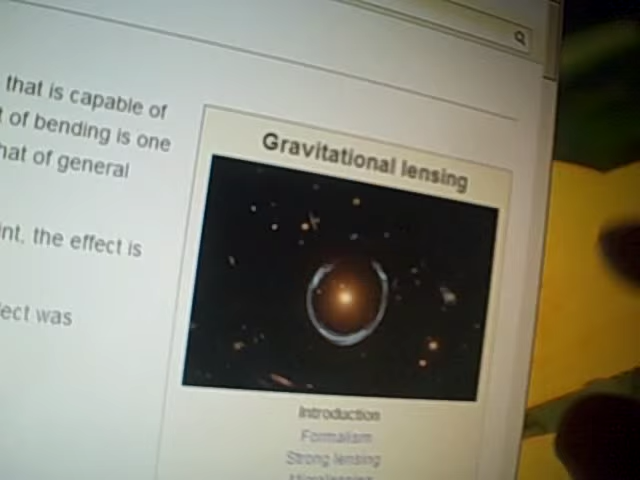 that is capable of
of bending is one
hat of general
int, the effect is
ect was
Gravitational lensing
Introduction
Formalism
Strong lensing